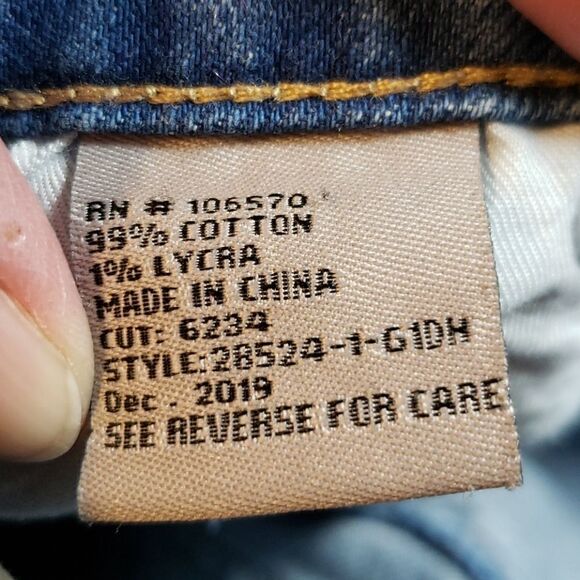 RN # 106570
99% COTTON
1% LYCRA
MADE IN CHINA
CUT: 6234
STYLE:28524-1-G1DH
Dec . 2019
SEE REVERSE FOR CARE